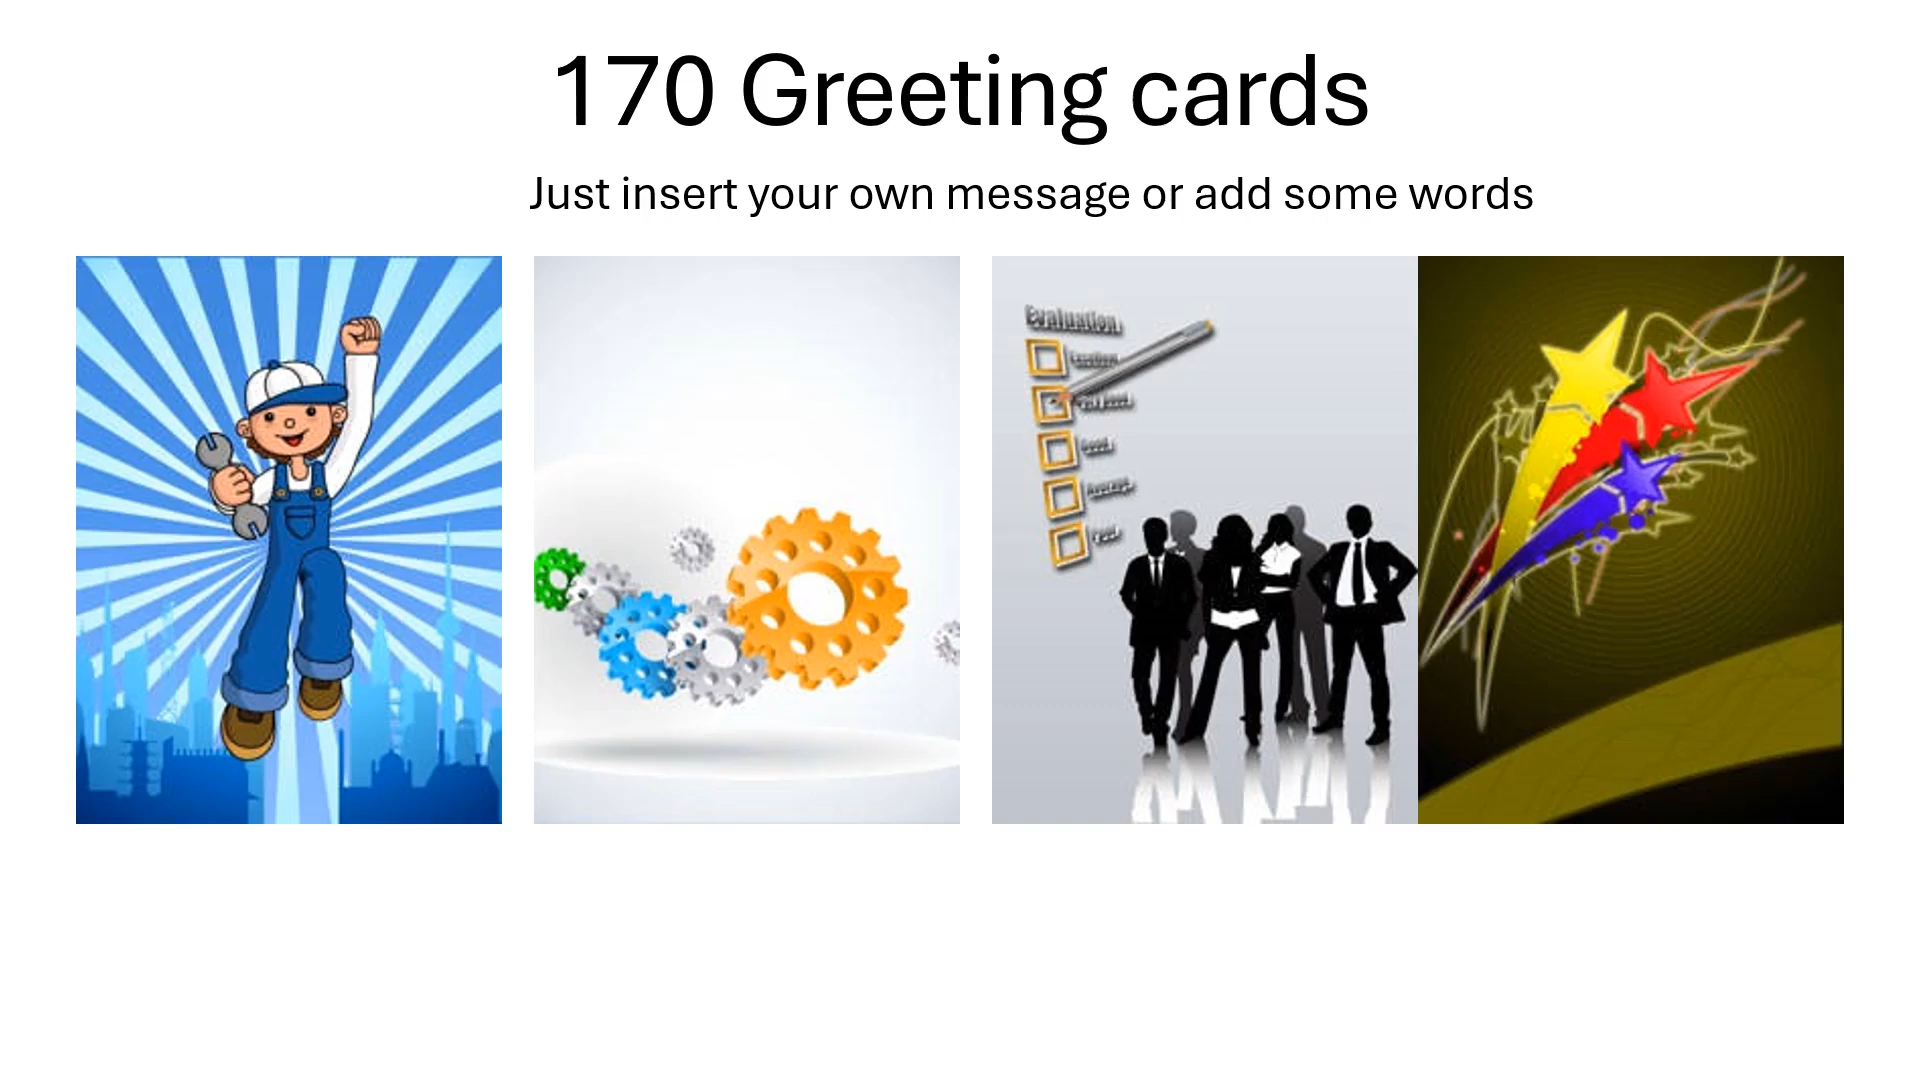 170 Greeting cards
Just insert your own message or add some words
Evaluation